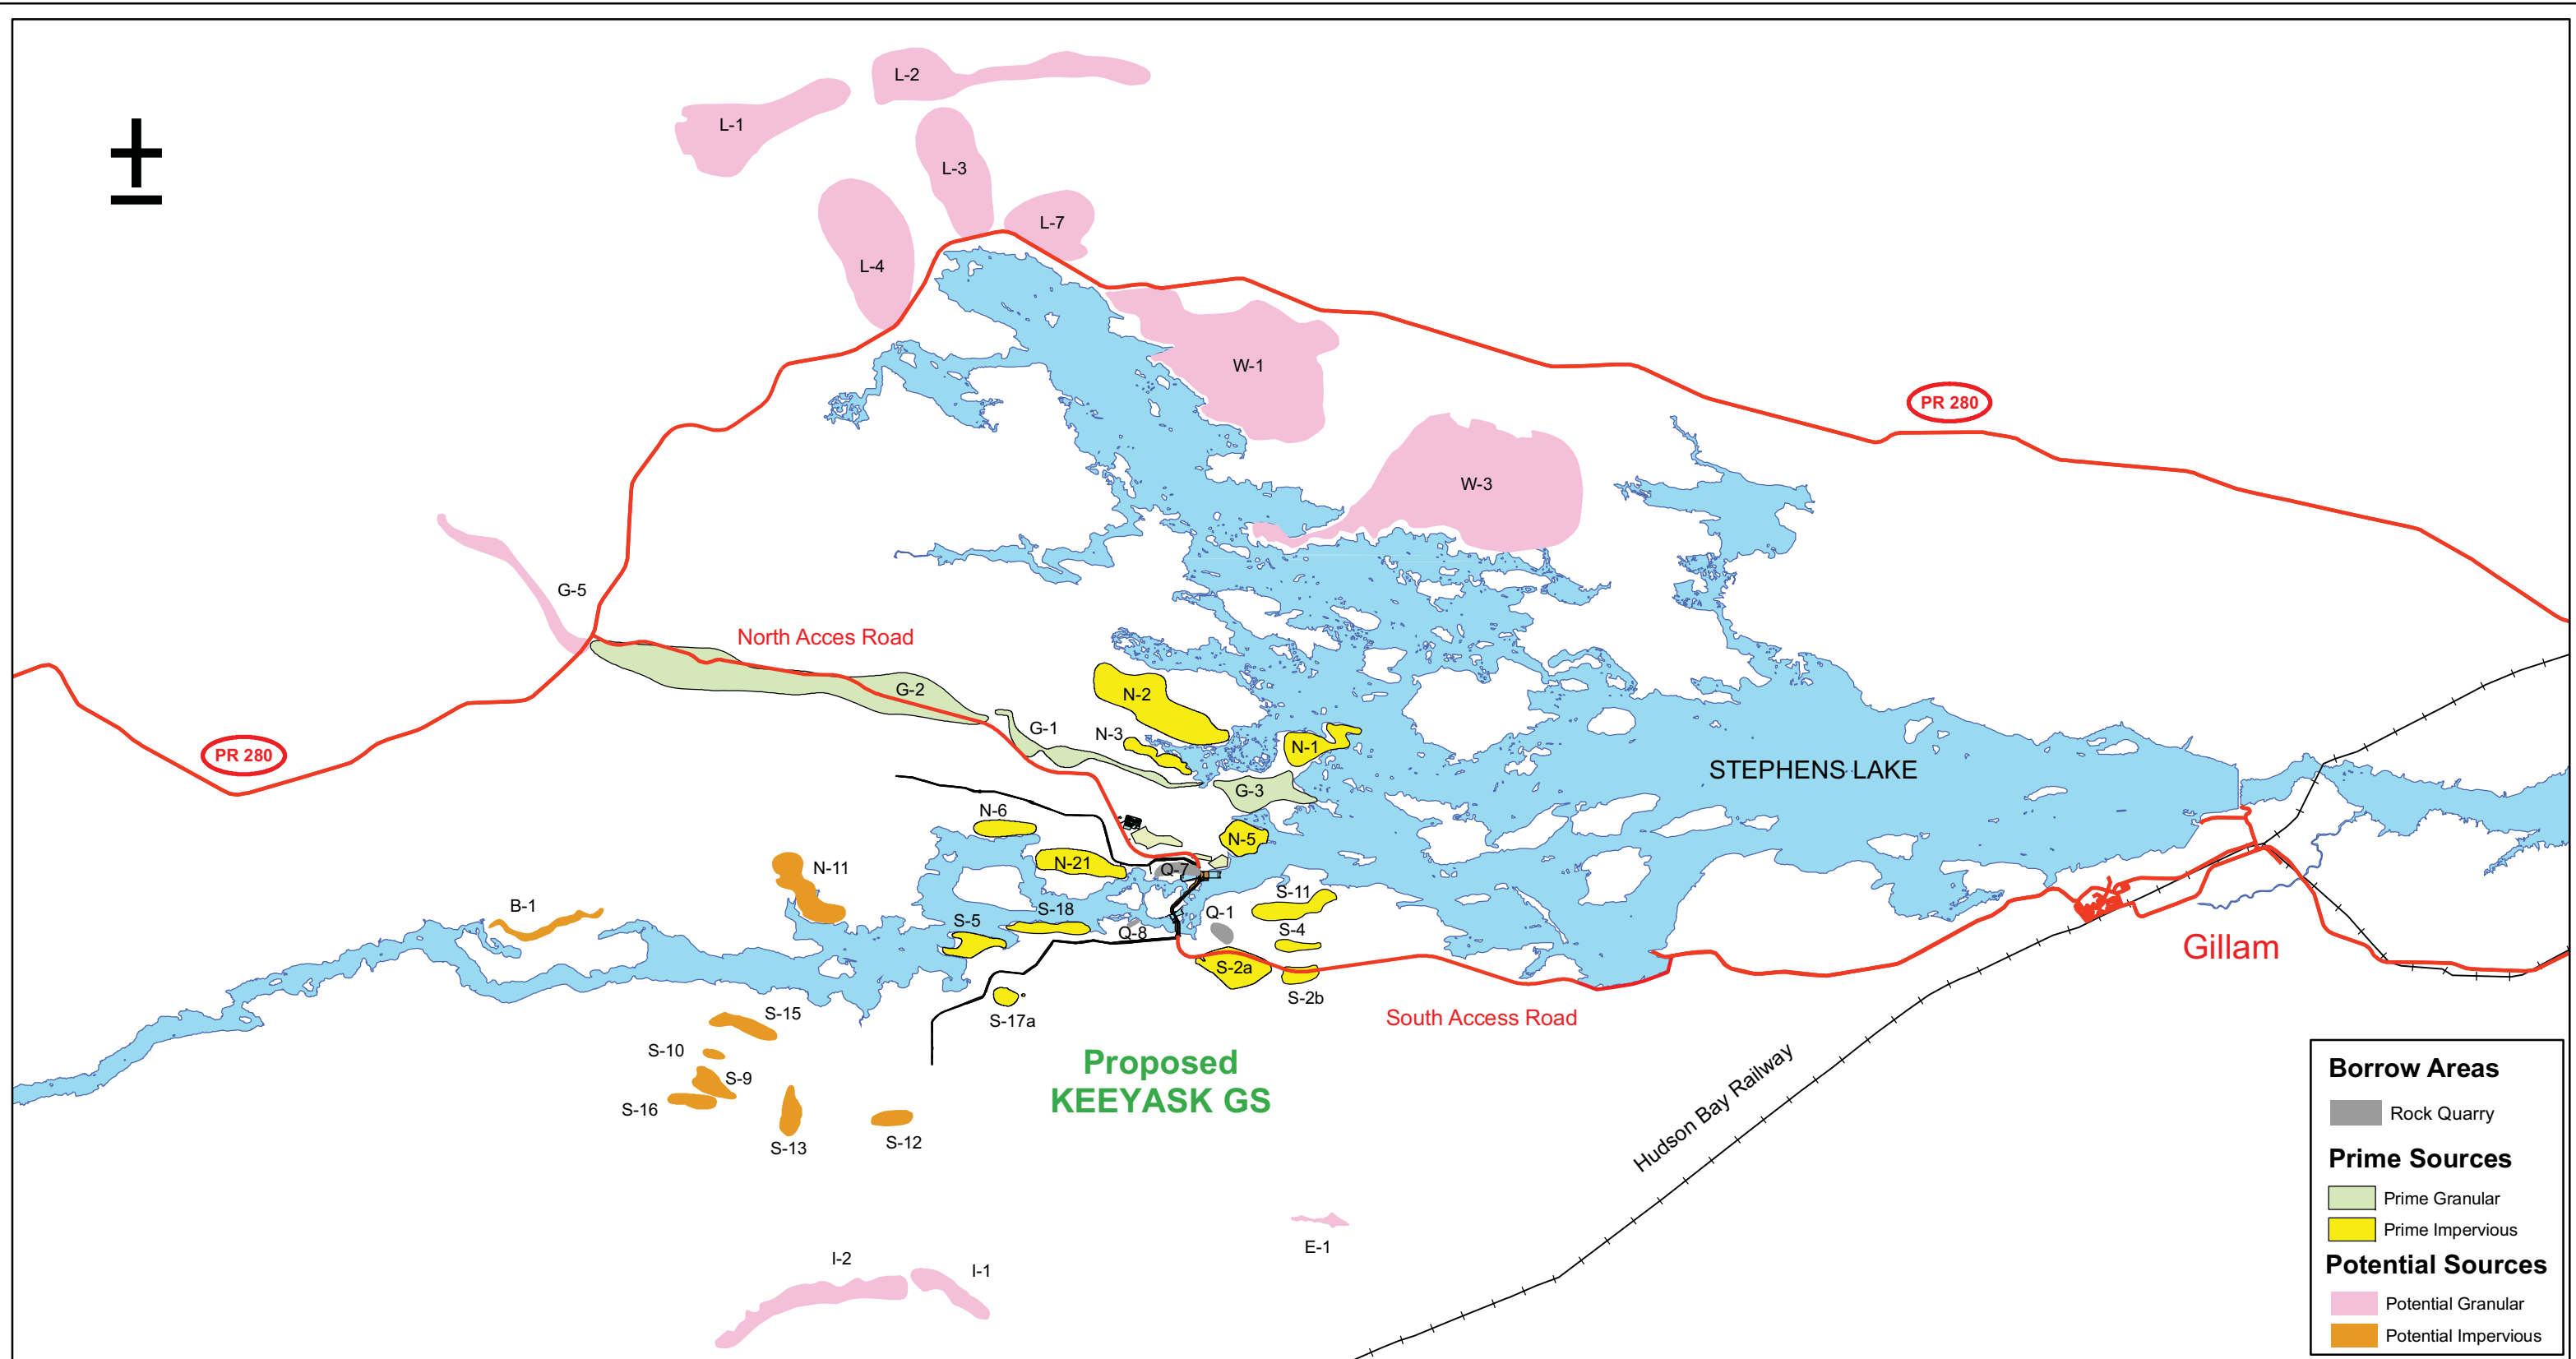 L-2
L-1
L-3
L-7
L-4
W-1
PR 280
W-3
G-5
North Acces Road
G-2
N-2
G-1
N-3
N-1
PR 280
STEPHENS LAKE
G-3
N-6
N-5
N-21
N-11
Q-7
S-11
B-1
S-18
Q-1
S-5
Q-8
S-4
Gillam
S-2a
S-2b
S-15
S-17a
South Access Road
S-10
Proposed
KEEYASK GS
S-9
S-16
S-13
S-12
Hudson Bay Railway
E-1
I-2
I-1
Borrow Areas
Rock Quarry
Prime Sources
Prime Granular
Prime Impervious
Potential Sources
Potential Granular
Potential Impervious